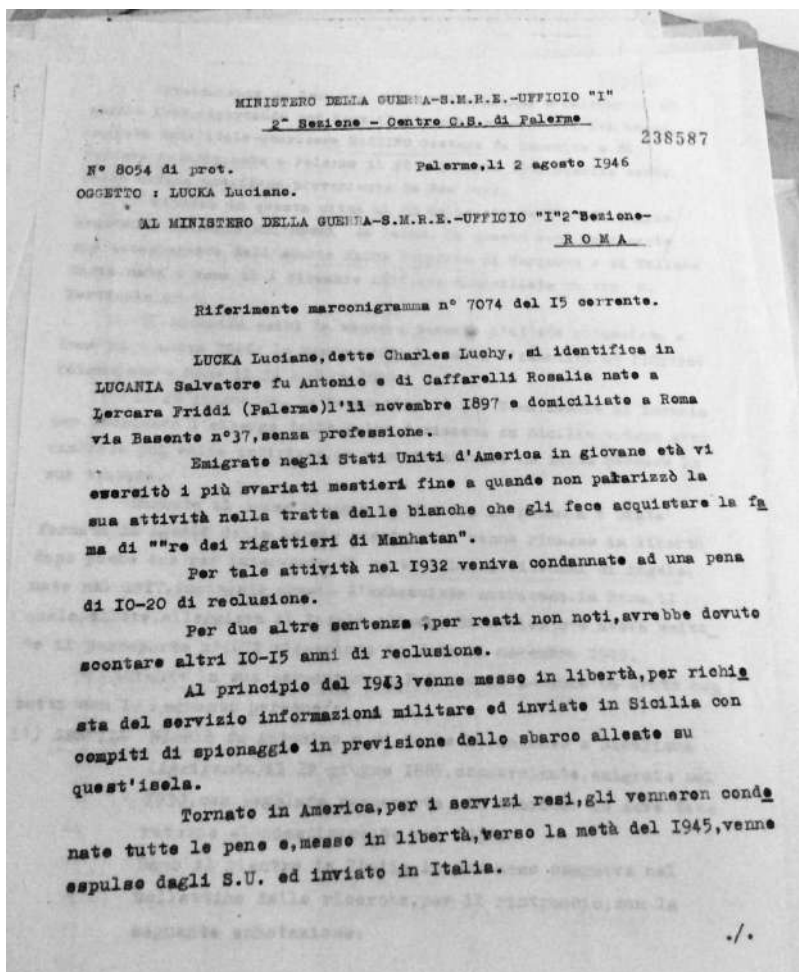 MINISTERO DELLA GUERRA-S.M.R.E.-UFFICIO "I"
2^ Sezione - Centro C.S. di Palermo
238587
N° 8054 di prot. Palermo,li 2 agosto I946
OGGETTO : LUCKA Luciano.
AL MINISTERO DELLA GUERRA-S.M.R.E.-UFFICIO "I"2^Sezione-
R O M A
Riferimento marconigramma n° 7074 del I5 corrente.
LUCKA Luciano,detto Charles Luchy, si identifica in
LUCANIA Salvatore fu Antonio e di Caffarelli Rosalia nato a
Lercara Friddi (Palermo)l'11 novembre I897 e domiciliato a Roma
via Basento n°37,senza professione.
Emigrato negli Stati Uniti d'America in giovane età vi
esercitò i più svariati mestieri fino a quando non palarizzò la
sua attività nella tratta delle bianche che gli fece acquistare la fa
ma di ""re dei rigattieri di Manhatan".
Per tale attività nel I932 veniva condannato ad una pena
di IO-20 di reclusione.
Per due altre sentenze ,per reati non noti,avrebbe dovuto
scontare altri IO-I5 anni di reclusione.
Al principio del I943 venne messo in libertà,per richie
sta del servizio informazioni militare ed inviato in Sicilia con
compiti di spionaggio in previsione dello sbarco alleato su
quest'isola.
Tornato in America,per i servizi resi,gli venneron condo
nate tutte le pene e,messo in libertà,verso la metà del I945,venne
espulso dagli S.U. ed inviato in Italia.
./.